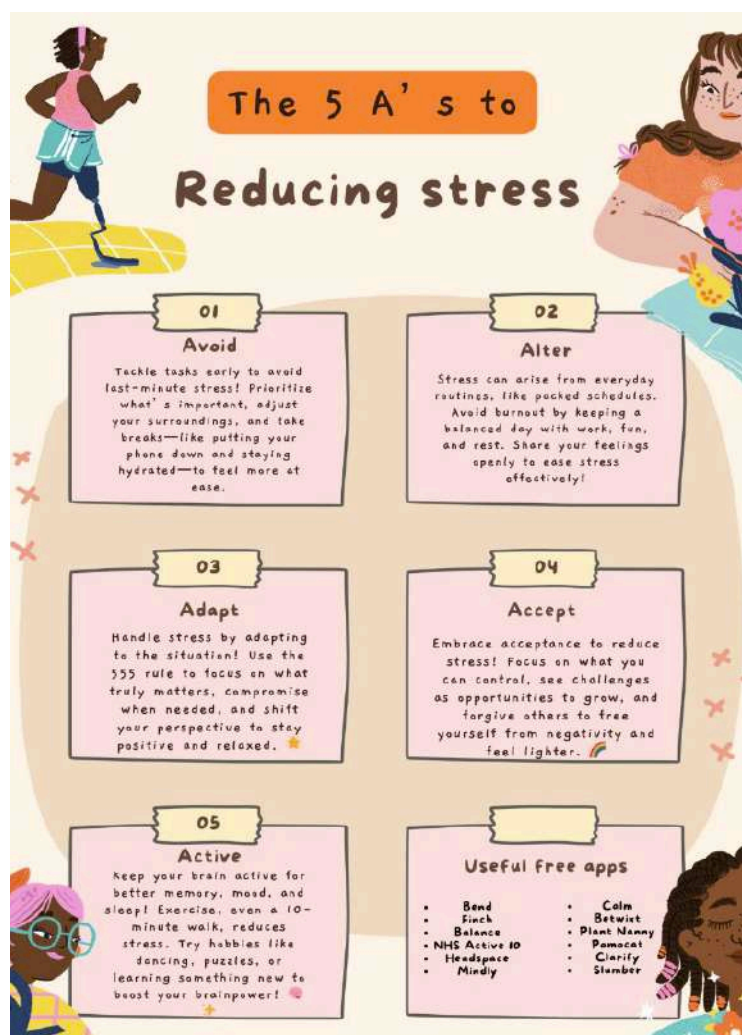 The 5 A's to
Reducing stress
01
Avoid
Tackle tasks early to avoid
last-minute stress! Prioritize
what's important, adjust
your surroundings, and take
breaks—like putting your
phone down and staying
hydrated—to feel more at
ease.
02
Alter
Stress can arise from everyday
routines, like packed schedules.
Avoid burnout by keeping a
balanced day with work, fun,
and rest. Share your feelings
openly to ease stress
effectively!
03
Adapt
Handle stress by adapting
to the situation! Use the
555 rule to focus on what
truly matters, compromise
when needed, and shift
your perspective to stay
positive and relaxed. ⭐
04
Accept
Embrace acceptance to reduce
stress! Focus on what you
can control, see challenges
as opportunities to grow, and
forgive others to free
yourself from negativity and
feel lighter. 🌈
05
Active
Keep your brain active for
better memory, mood, and
sleep! Exercise, even a 10-
minute walk, reduces
stress. Try hobbies like
dancing, puzzles, or
learning something new to
boost your brainpower! 🧠
✨
Useful free apps
• Bend
• Finch
• Balance
• NHS Active 10
• Headspace
• Mindly
• Calm
• Betwixt
• Plant Nanny
• Pomocat
• Clarify
• Slumber